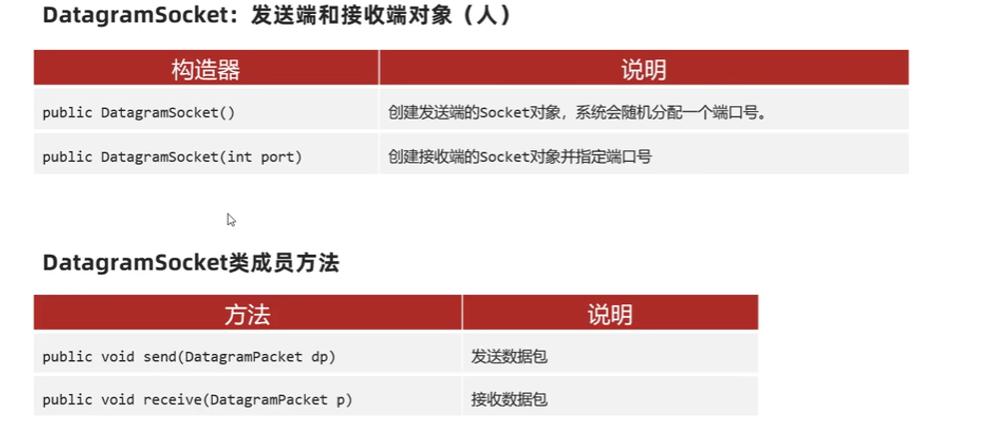 DatagramSocket：发送端和接收端对象（人）
构造器 说明
public DatagramSocket() 创建发送端的Socket对象，系统会随机分配一个端口号。
public DatagramSocket(int port) 创建接收端的Socket对象并指定端口号
DatagramSocket类成员方法
方法 说明
public void send(DatagramPacket dp) 发送数据包
public void receive(DatagramPacket p) 接收数据包